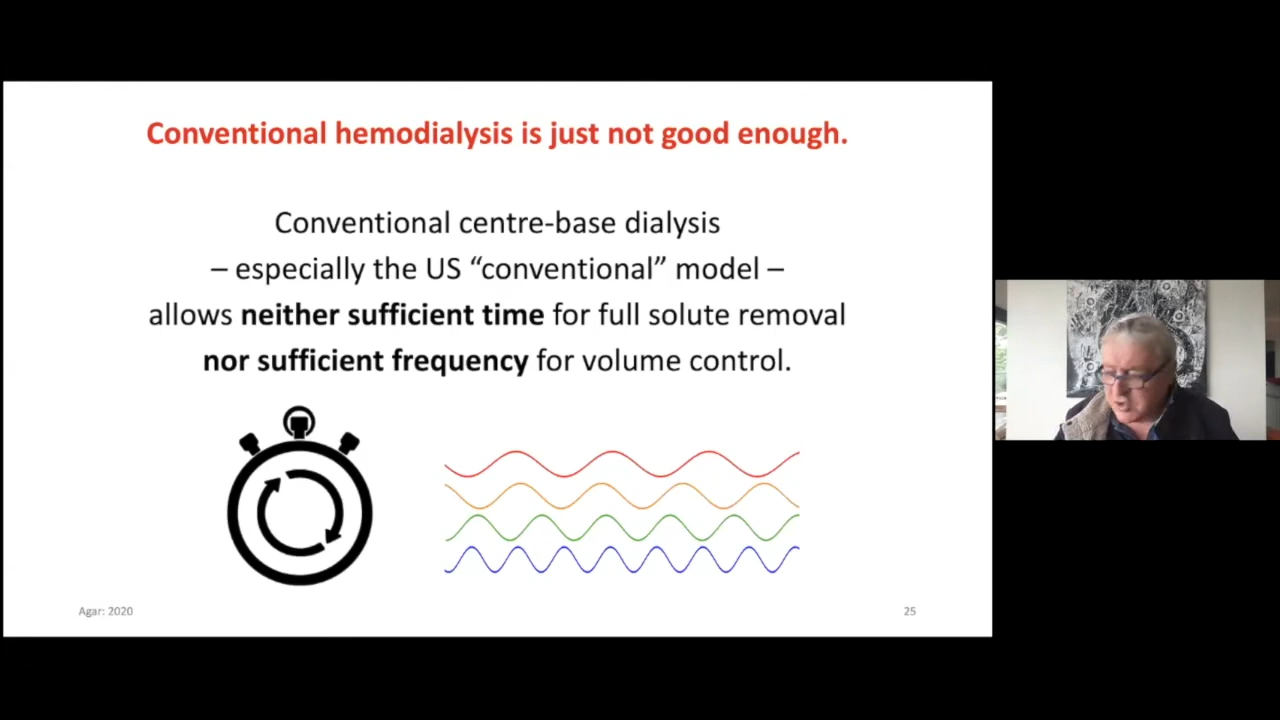 Conventional hemodialysis is just not good enough.
Conventional centre-base dialysis
– especially the US “conventional” model –
allows neither sufficient time for full solute removal
nor sufficient frequency for volume control.
Agar: 2020
25